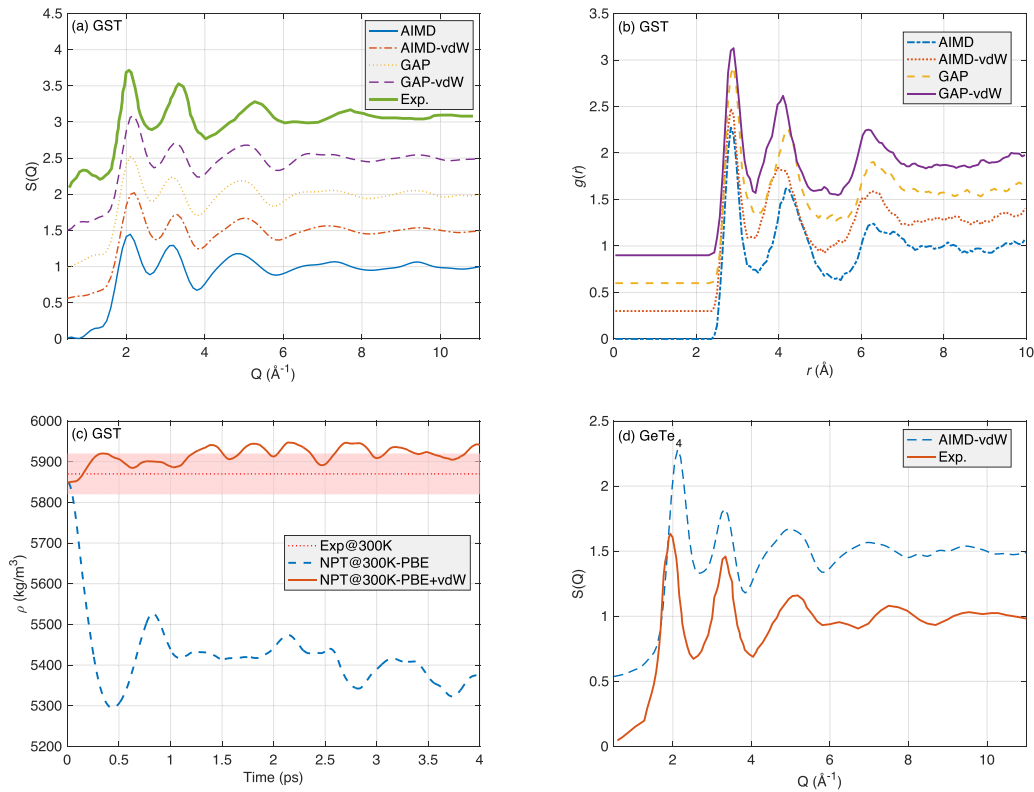 (a) GST
AIMD
AIMD-vdW
GAP
GAP-vdW
Exp.
4.5
4
3.5
3
2.5
2
1.5
1
0.5
0
S(Q)
2
4
6
8
10
Q (Å-1)
(b) GST
AIMD
AIMD-vdW
GAP
GAP-vdW
3.5
3
2.5
2
1.5
1
0.5
0
g(r)
0
2
4
6
8
10
r (Å)
(c) GST
6000
5900
5800
5700
5600
5500
5400
5300
5200
ρ (kg/m3)
Exp@300K
NPT@300K-PBE
NPT@300K-PBE+vdW
0
0.5
1
1.5
2
2.5
3
3.5
4
Time (ps)
(d) GeTe4
AIMD-vdW
Exp.
2.5
2
1.5
1
0.5
0
S(Q)
2
4
6
8
10
Q (Å-1)